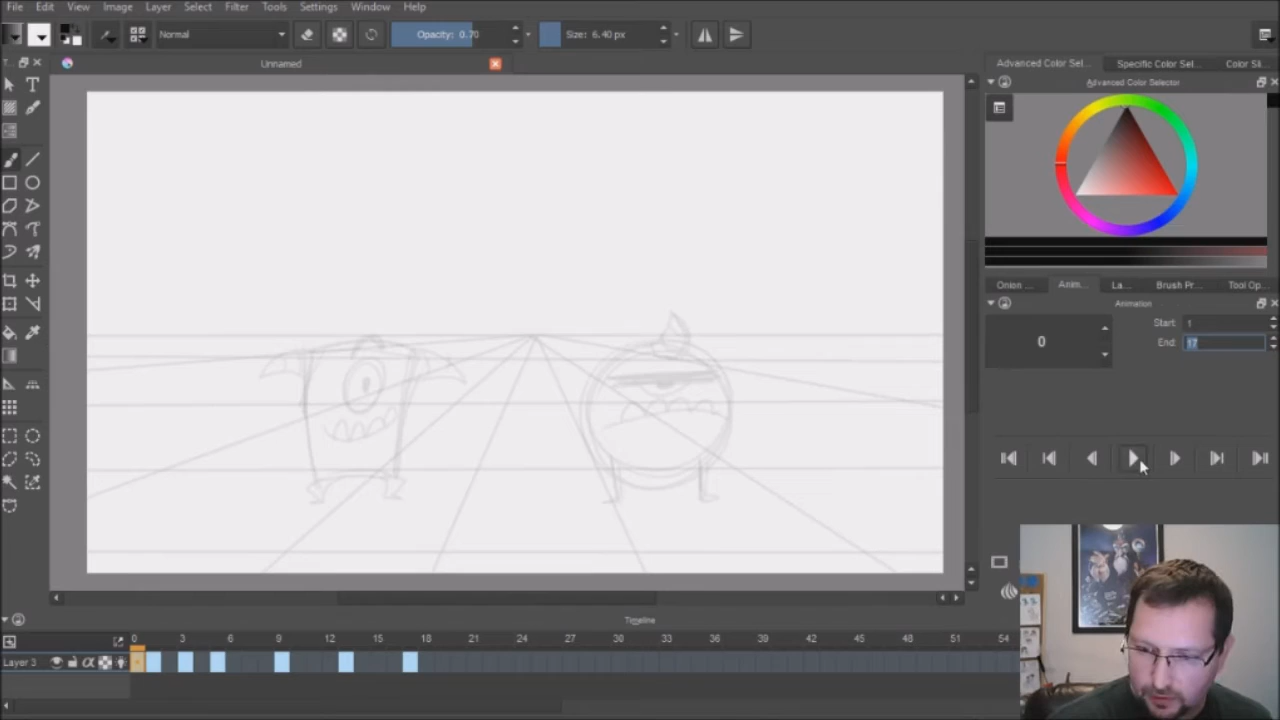 File Edit View Image Layer Select Filter Tools Settings Window Help
Normal Opacity: 0.70 Size: 6.40 px
T... Unnamed Advanced Color Sel... Specific Color Sel... Color Sli...
Advanced Color Selector
Onion ... Anim... La... Brush Pr... Tool Op...
Animation
Start: 1
0
End: 17
Timeline
0 3 6 9 12 15 18 21 24 27 30 33 36 39 42 45 48 51 54
Layer 3